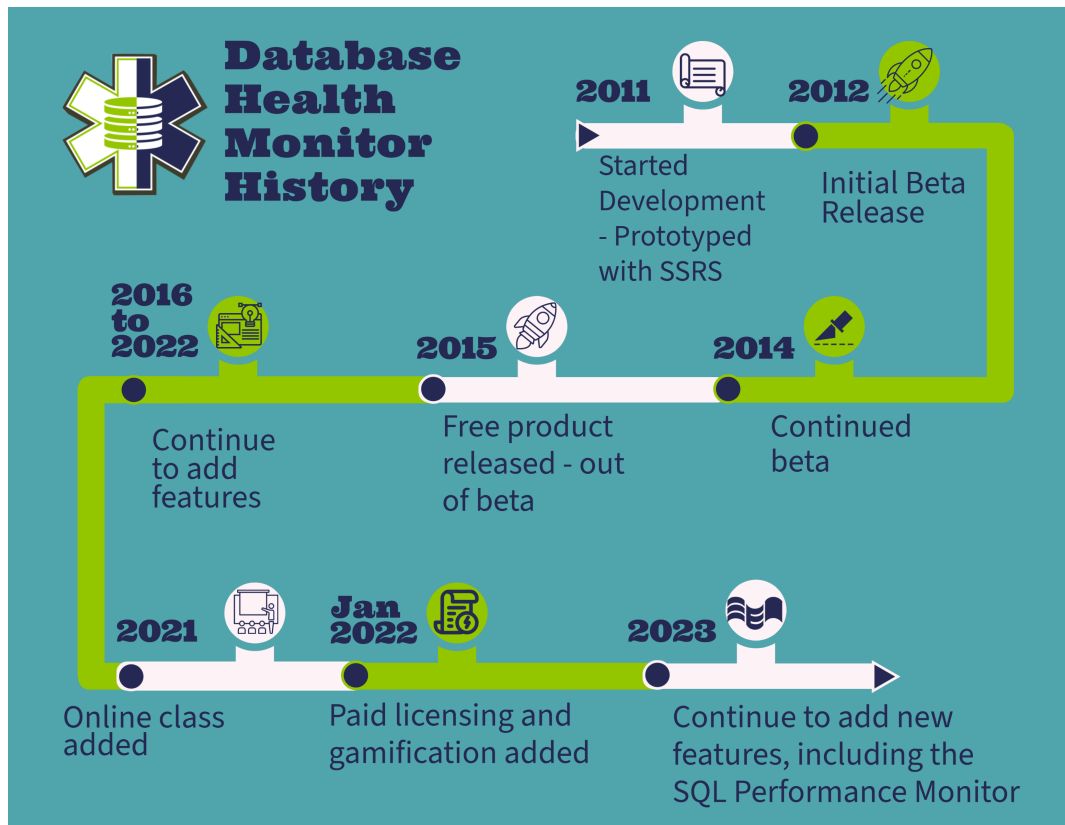 Database
Health
Monitor
History
2011
Started
Development
- Prototyped
with SSRS
2012
Initial Beta
Release
2014
Continued
beta
2015
Free product
released - out
of beta
2016
to
2022
Continue
to add
features
2021
Online class
added
Jan
2022
Paid licensing and
gamification added
2023
Continue to add new
features, including the
SQL Performance Monitor